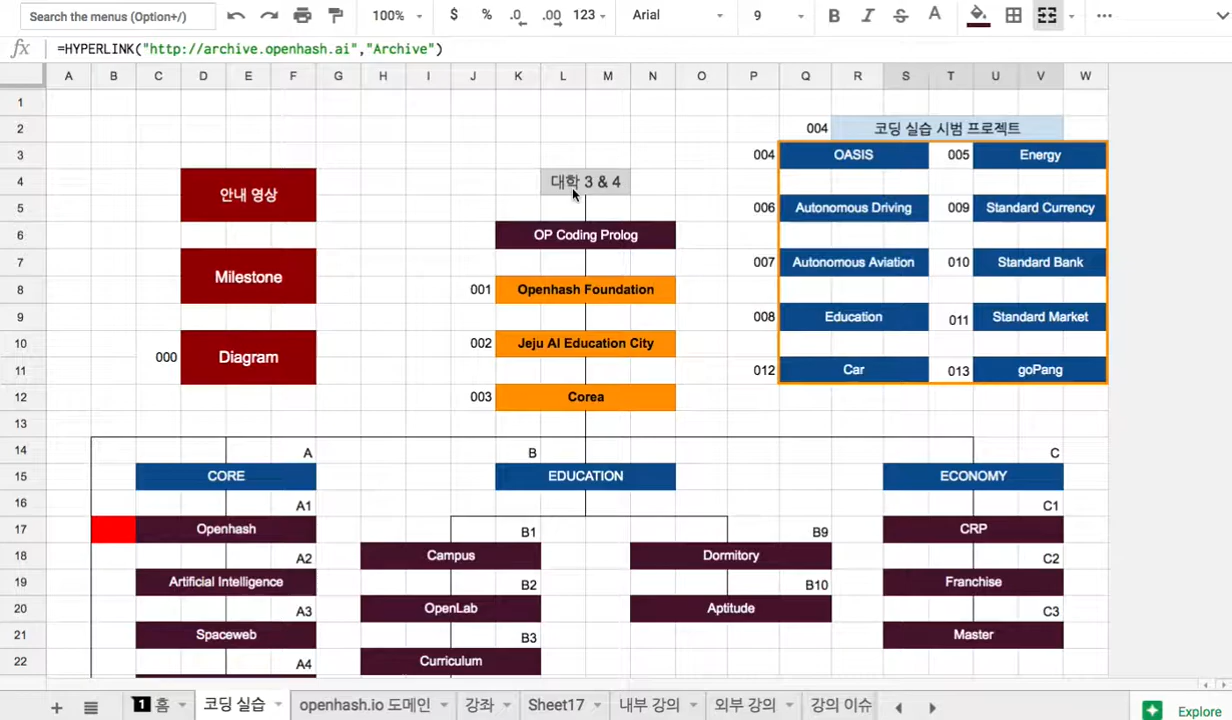 Search the menus (Option+/)
100%
$ % .0 .00 123
Arial
9
B I S A
fx =HYPERLINK("http://archive.openhash.ai","Archive")
A B C D E F G H I J K L M N O P Q R S T U V W
1
2 004 코딩 실습 시범 프로젝트
3 004 OASIS 005 Energy
4 안내 영상 대학 3 & 4
5 006 Autonomous Driving 009 Standard Currency
6 OP Coding Prolog
7 Milestone 007 Autonomous Aviation 010 Standard Bank
8 001 Openhash Foundation
9 008 Education 011 Standard Market
10 000 Diagram 002 Jeju AI Education City
11 012 Car 013 goPang
12 003 Corea
13
14 A B C
15 CORE EDUCATION ECONOMY
16 A1 C1
17 Openhash B1 B9 CRP
18 A2 Campus Dormitory C2
19 Artificial Intelligence B2 B10 Franchise
20 A3 OpenLab Aptitude C3
21 Spaceweb B3 Master
22 A4 Curriculum
+ 1 홈 코딩 실습 openhash.io 도메인 강좌 Sheet17 내부 강의 외부 강의 강의 이슈 Explore